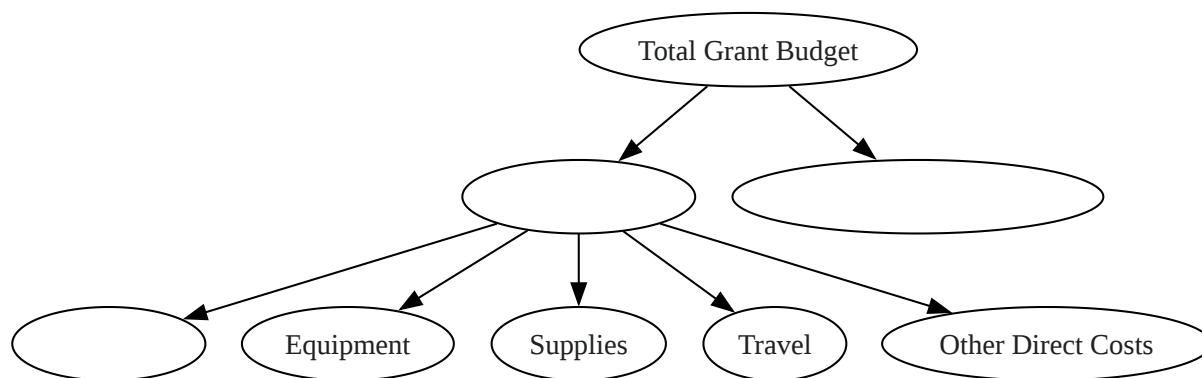 Total Grant Budget
Equipment
Supplies
Travel
Other Direct Costs